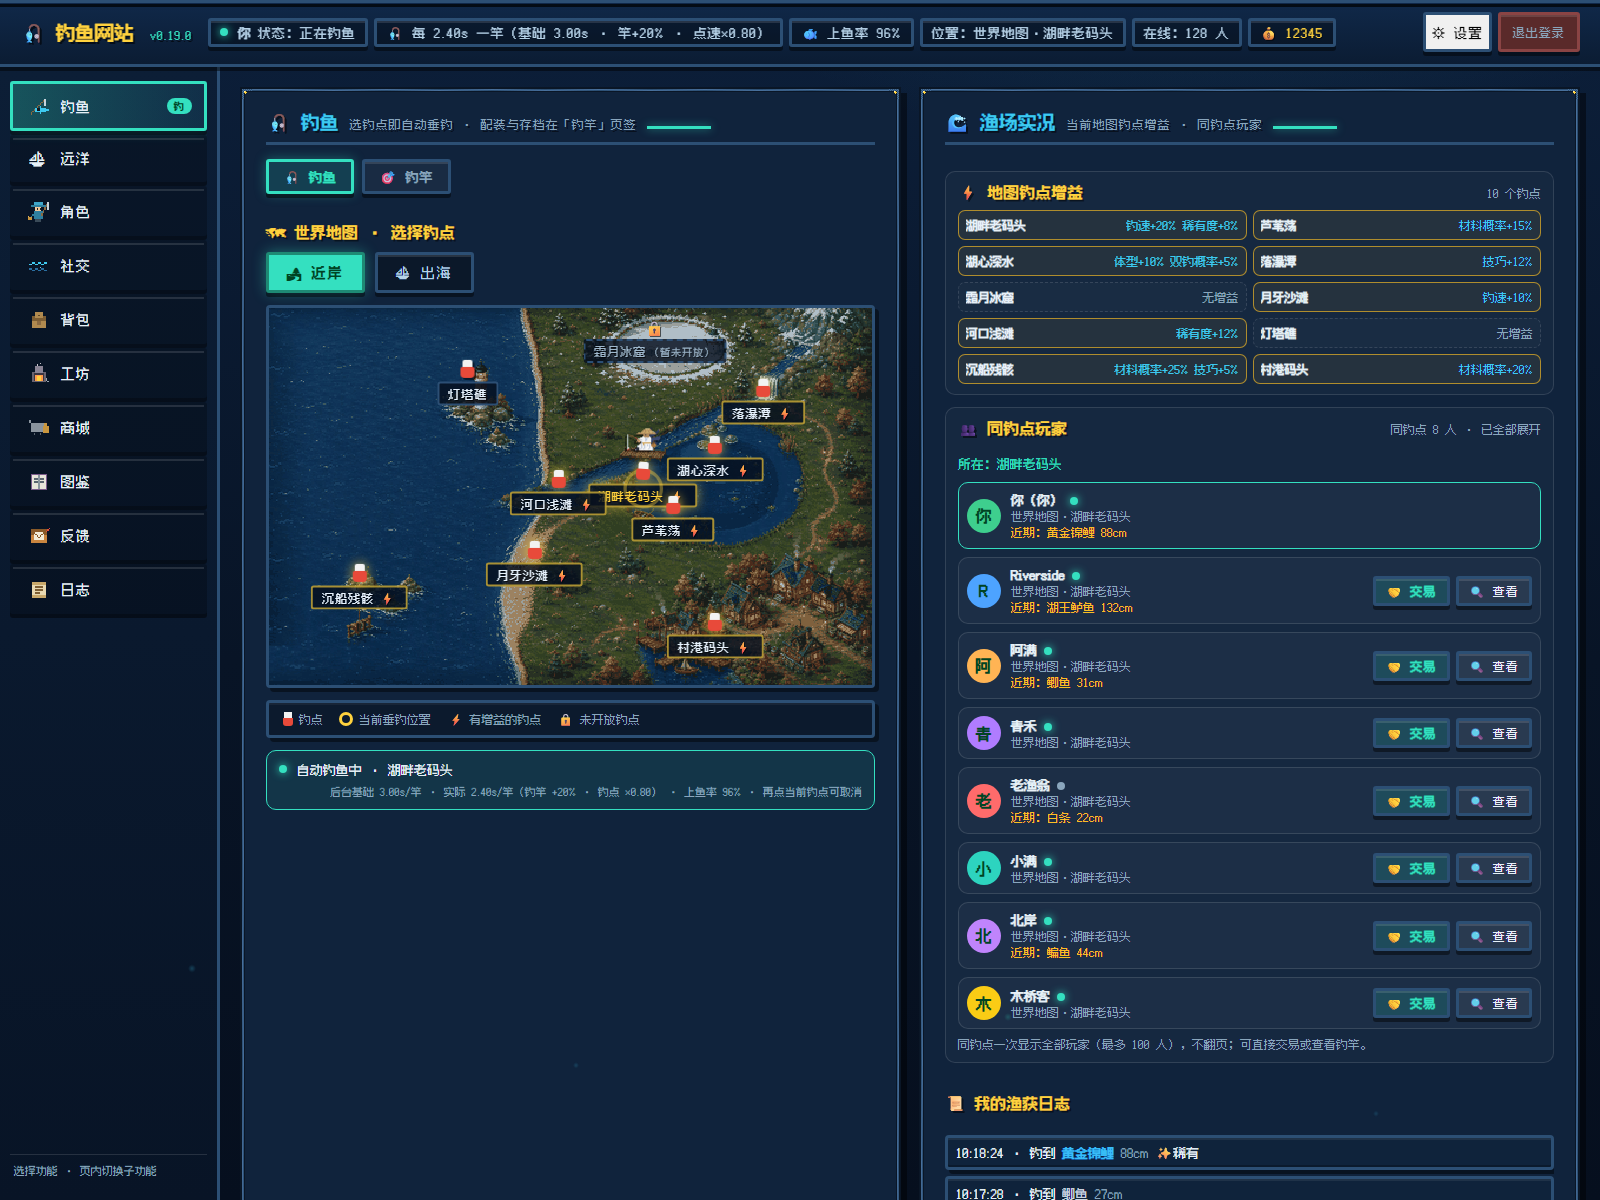 钓鱼网站 v0.19.0
你 状态：正在钓鱼
每 2.40s 一竿（基础 3.00s · 竿+20% · 点速×0.80）
上鱼率 96%
位置：世界地图·湖畔老码头
在线：128 人
12345
设置
退出登录
钓鱼 钓
远洋
角色
社交
背包
工坊
商城
图鉴
反馈
日志
选择功能 · 页内切换子功能
钓鱼 选钓点即自动垂钓 · 配装与存档在「钓竿」页签
钓鱼
钓竿
世界地图 · 选择钓点
近岸
出海
霜月冰窟（暂未开放）
灯塔礁
落瀑潭
湖心深水
湖畔老码头
河口浅滩
芦苇荡
月牙沙滩
沉船残骸
村港码头
钓点
当前垂钓位置
有增益的钓点
未开放钓点
自动钓鱼中 · 湖畔老码头
后台基础 3.00s/竿 · 实际 2.40s/竿（钓竿 +20% · 钓点 ×0.80） · 上鱼率 96% · 再点当前钓点可取消
渔场实况 当前地图钓点增益 · 同钓点玩家
地图钓点增益 10 个钓点
湖畔老码头 钓速+20% 稀有度+8%
芦苇荡 材料概率+15%
湖心深水 体型+10% 双钓概率+5%
落瀑潭 技巧+12%
霜月冰窟 无增益
月牙沙滩 钓速+10%
河口浅滩 稀有度+12%
灯塔礁 无增益
沉船残骸 材料概率+25% 技巧+5%
村港码头 材料概率+20%
同钓点玩家 同钓点 8 人 · 已全部展开
所在：湖畔老码头
你 你（你）
世界地图·湖畔老码头
近期：黄金锦鲤 88cm
R Riverside
世界地图·湖畔老码头
近期：湖王鲈鱼 132cm
交易 查看
阿 阿满
世界地图·湖畔老码头
近期：鲫鱼 31cm
交易 查看
青 青禾
世界地图·湖畔老码头
交易 查看
老 老渔翁
世界地图·湖畔老码头
近期：白条 22cm
交易 查看
小 小满
世界地图·湖畔老码头
交易 查看
北 北岸
世界地图·湖畔老码头
近期：鳊鱼 44cm
交易 查看
木 木桥客
世界地图·湖畔老码头
交易 查看
同钓点一次显示全部玩家（最多 100 人），不翻页；可直接交易或查看钓竿。
我的渔获日志
10:18:24 · 钓到 黄金锦鲤 88cm ✨稀有
10:17:28 · 钓到 鲫鱼 27cm